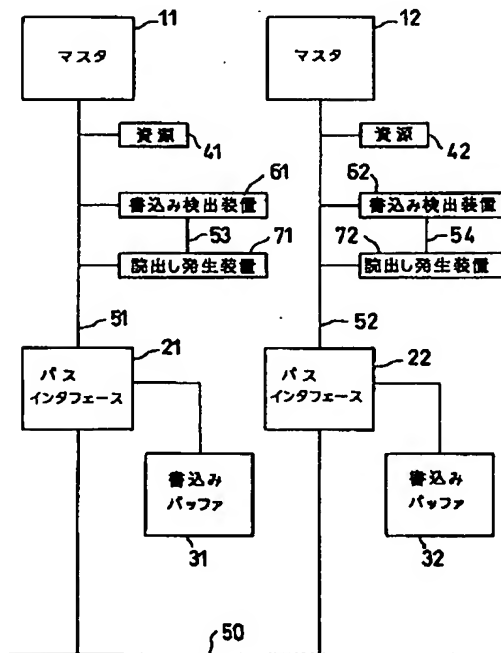 11
12
マスタ
マスタ
資源
資源
41
42
61
62
書込み検出装置
書込み検出装置
53
71
72
54
読出し発生装置
読出し発生装置
51
52
21
22
バス
インタフェース
バス
インタフェース
書込み
バッファ
書込み
バッファ
31
32
50